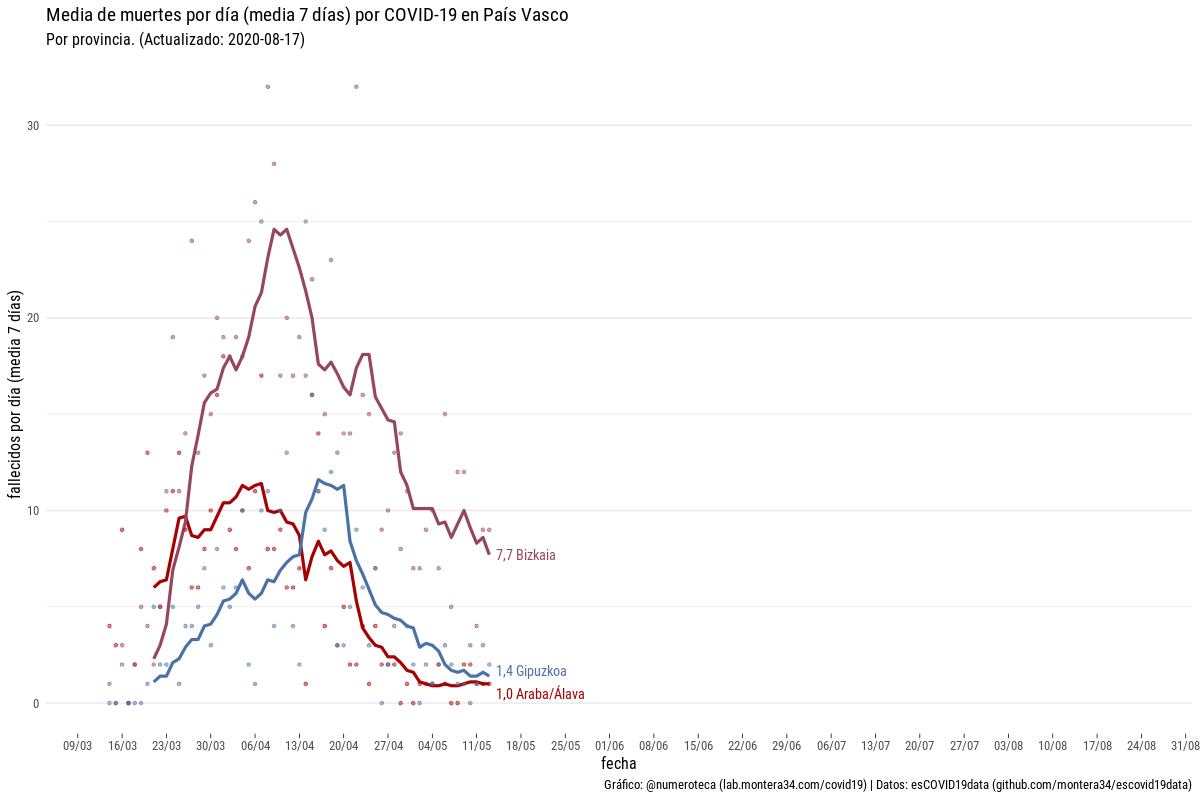 Media de muertes por día (media 7 días) por COVID-19 en País Vasco
Por provincia. (Actualizado: 2020-08-17)
fallecidos por día (media 7 días)
30
20
10
0
7,7 Bizkaia
1,4 Gipuzkoa
1,0 Araba/Álava
09/03 16/03 23/03 30/03 06/04 13/04 20/04 27/04 04/05 11/05 18/05 25/05 01/06 08/06 15/06 22/06 29/06 06/07 13/07 20/07 27/07 03/08 10/08 17/08 24/08 31/08
fecha
Gráfico: @numeroteca (lab.montera34.com/covid19) | Datos: esCOVID19data (github.com/montera34/escovid19data)